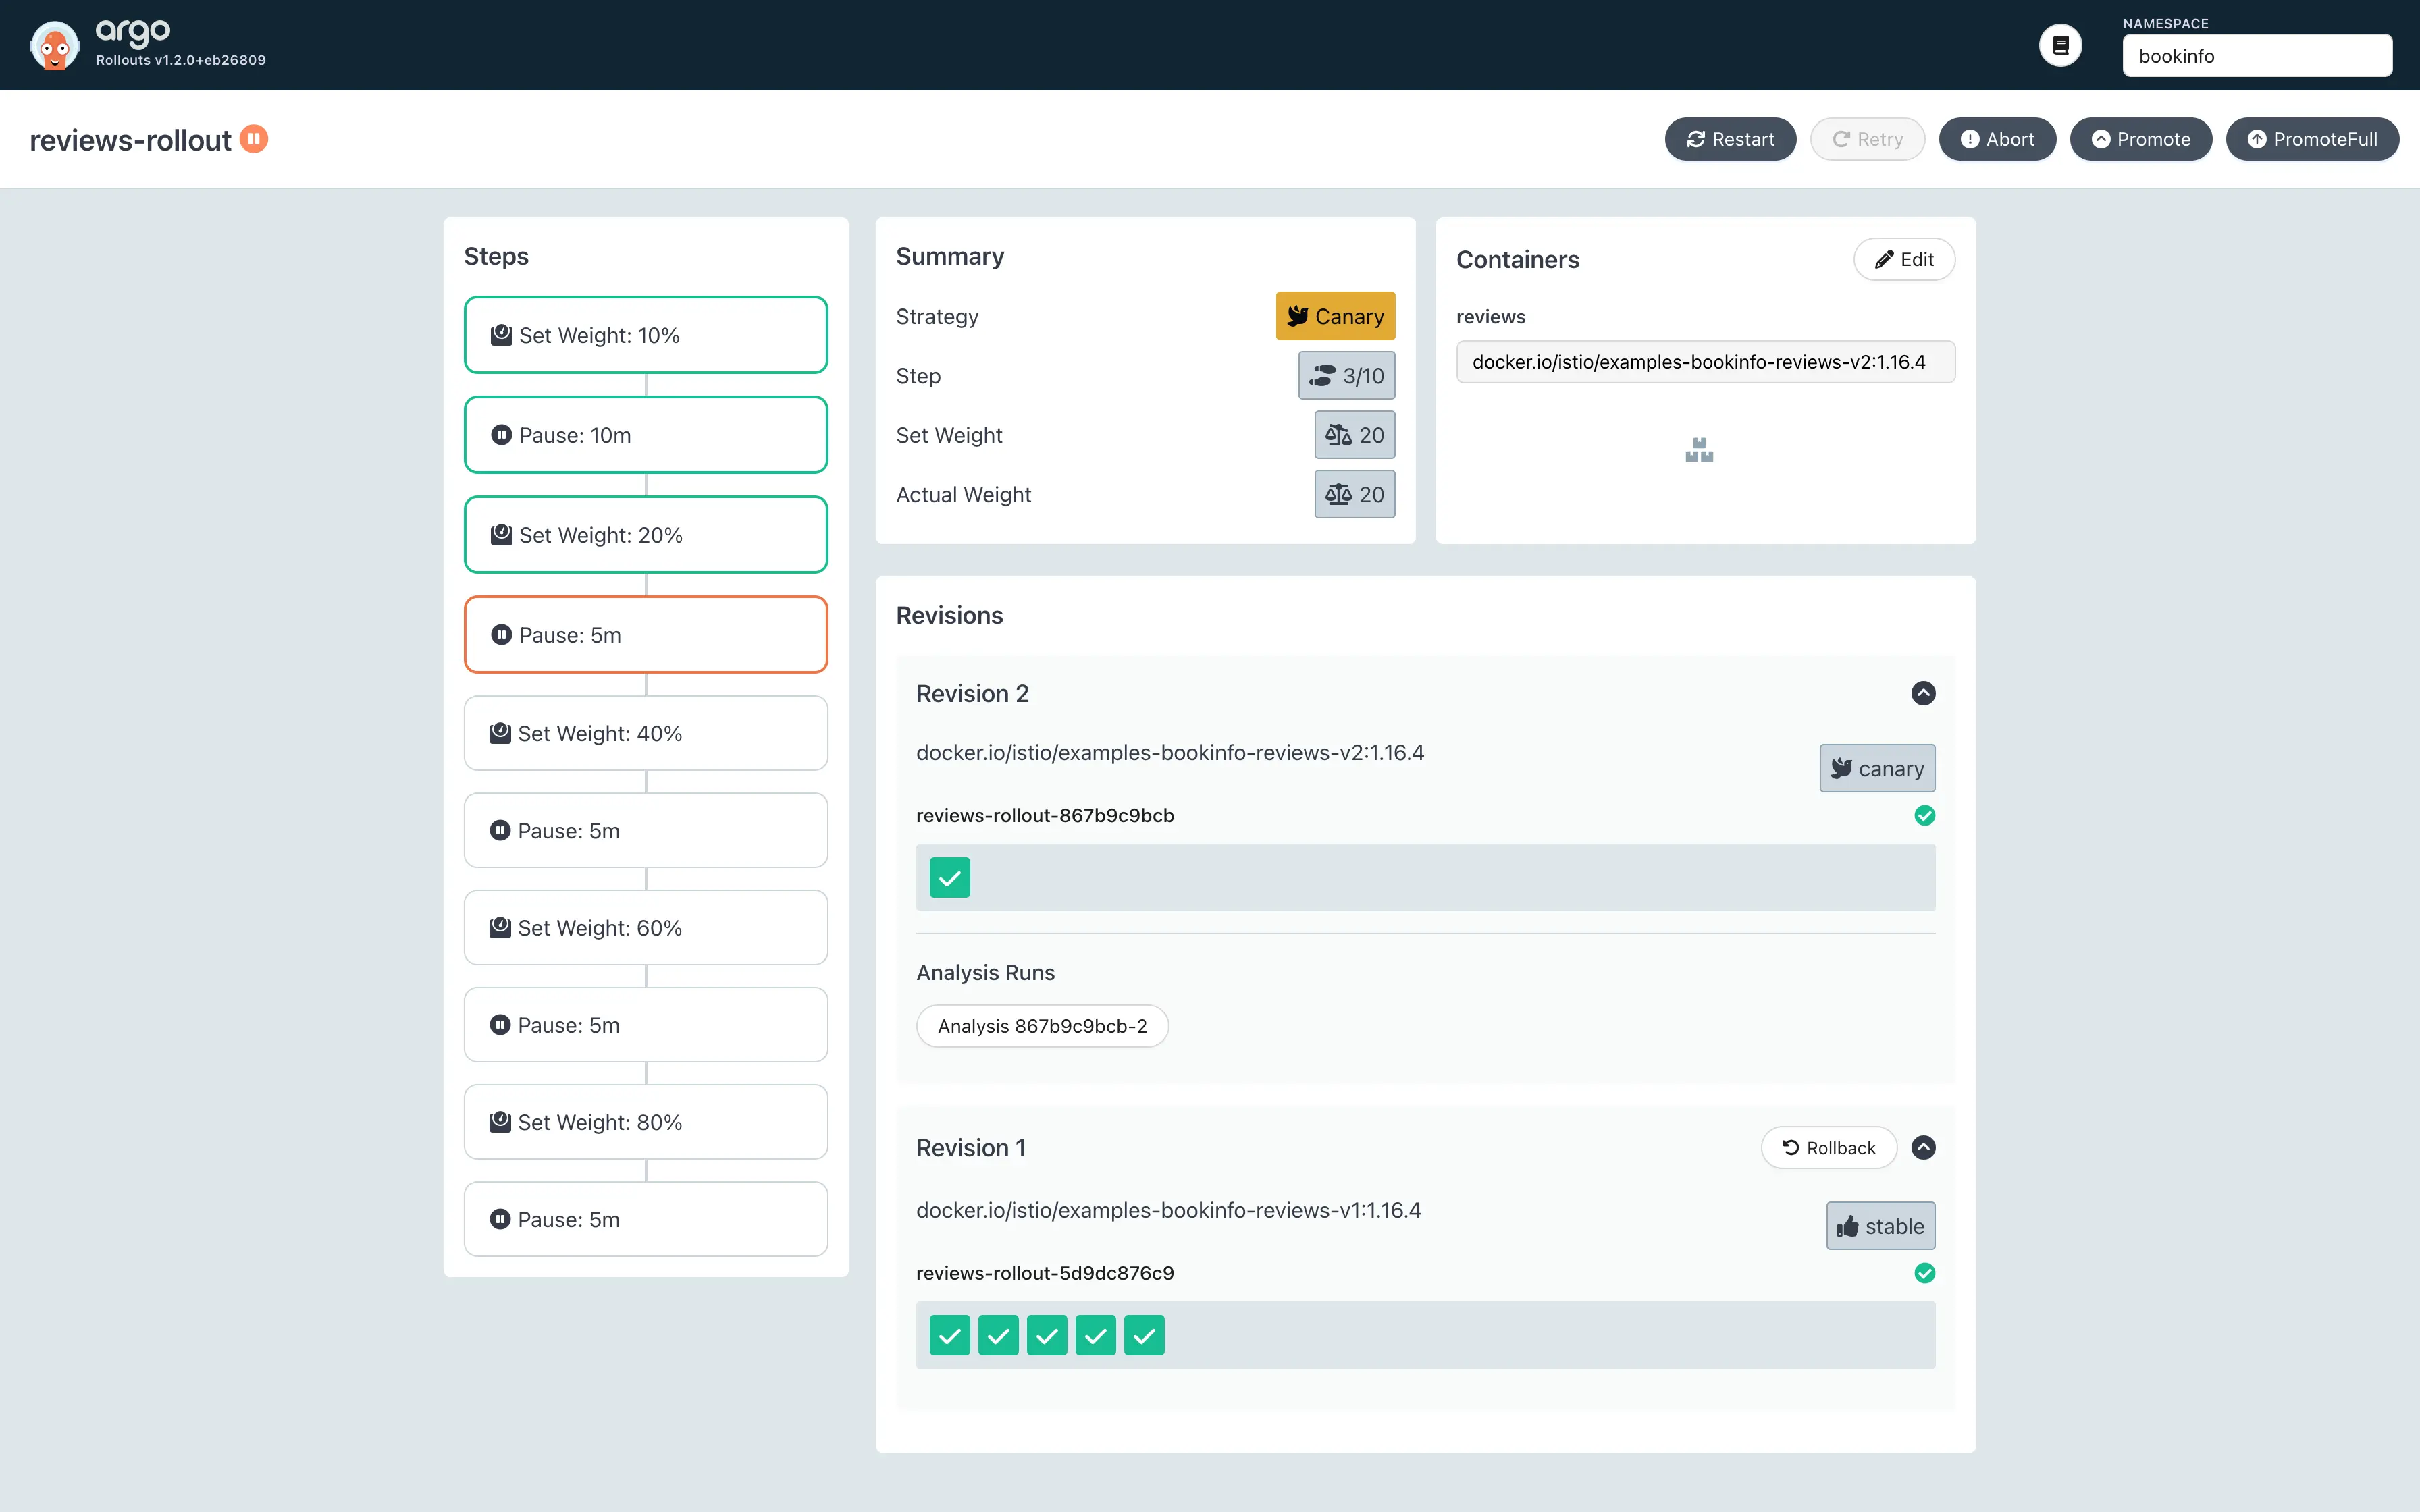 argo
Rollouts v1.2.0+eb26809
NAMESPACE
bookinfo
reviews-rollout
Restart
Retry
Abort
Promote
PromoteFull
Steps
Set Weight: 10%
Pause: 10m
Set Weight: 20%
Pause: 5m
Set Weight: 40%
Pause: 5m
Set Weight: 60%
Pause: 5m
Set Weight: 80%
Pause: 5m
Summary
Strategy
Canary
Step
3/10
Set Weight
20
Actual Weight
20
Containers
Edit
reviews
docker.io/istio/examples-bookinfo-reviews-v2:1.16.4
Revisions
Revision 2
docker.io/istio/examples-bookinfo-reviews-v2:1.16.4
canary
reviews-rollout-867b9c9bcb
Analysis Runs
Analysis 867b9c9bcb-2
Revision 1
Rollback
docker.io/istio/examples-bookinfo-reviews-v1:1.16.4
stable
reviews-rollout-5d9dc876c9